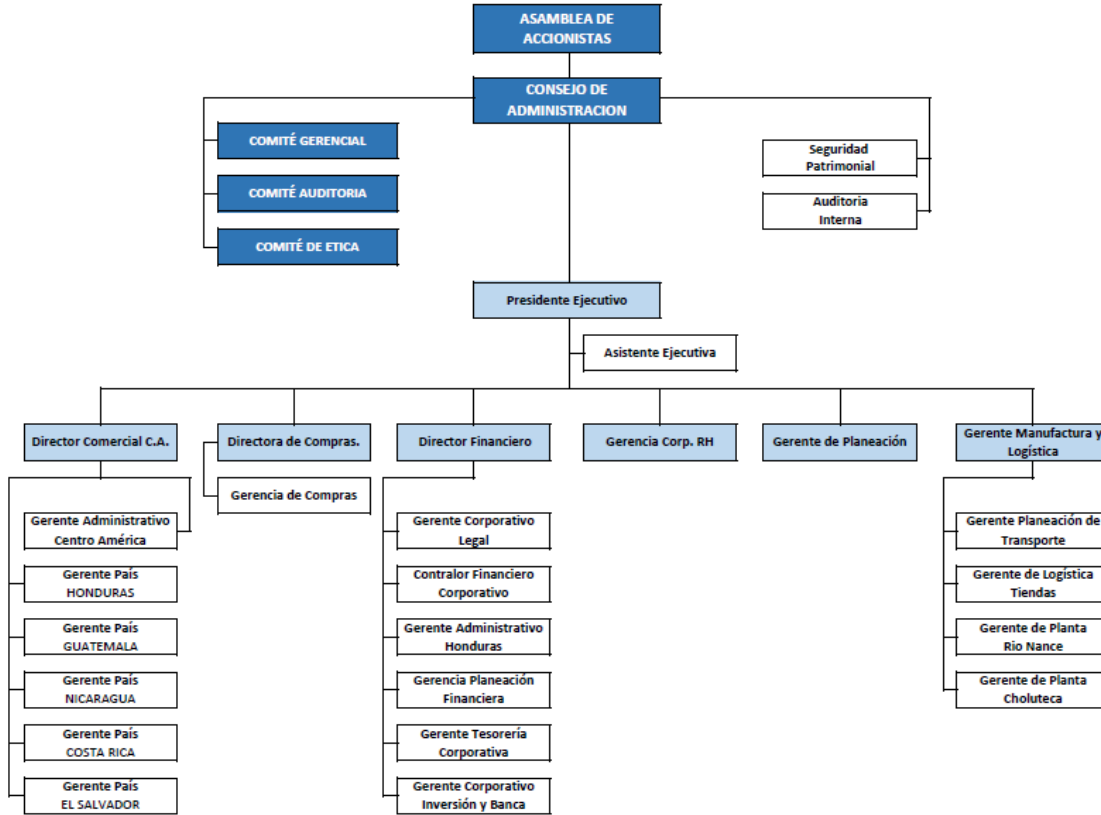 ASAMBLEA DE
ACCIONISTAS
CONSEJO DE
ADMINISTRACION
COMITÉ GERENCIAL
COMITÉ AUDITORIA
COMITÉ DE ETICA
Seguridad
Patrimonial
Auditoria
Interna
Presidente Ejecutivo
Asistente Ejecutiva
Director Comercial C.A.
Gerente Administrativo
Centro América
Gerente País
HONDURAS
Gerente País
GUATEMALA
Gerente País
NICARAGUA
Gerente País
COSTA RICA
Gerente País
EL SALVADOR
Directora de Compras.
Gerencia de Compras
Director Financiero
Gerente Corporativo
Legal
Contralor Financiero
Corporativo
Gerente Administrativo
Honduras
Gerencia Planeación
Financiera
Gerente Tesorería
Corporativa
Gerente Corporativo
Inversión y Banca
Gerencia Corp. RH
Gerente de Planeación
Gerente Manufactura y
Logística
Gerente Planeación de
Transporte
Gerente de Logística
Tiendas
Gerente de Planta
Rio Nance
Gerente de Planta
Choluteca